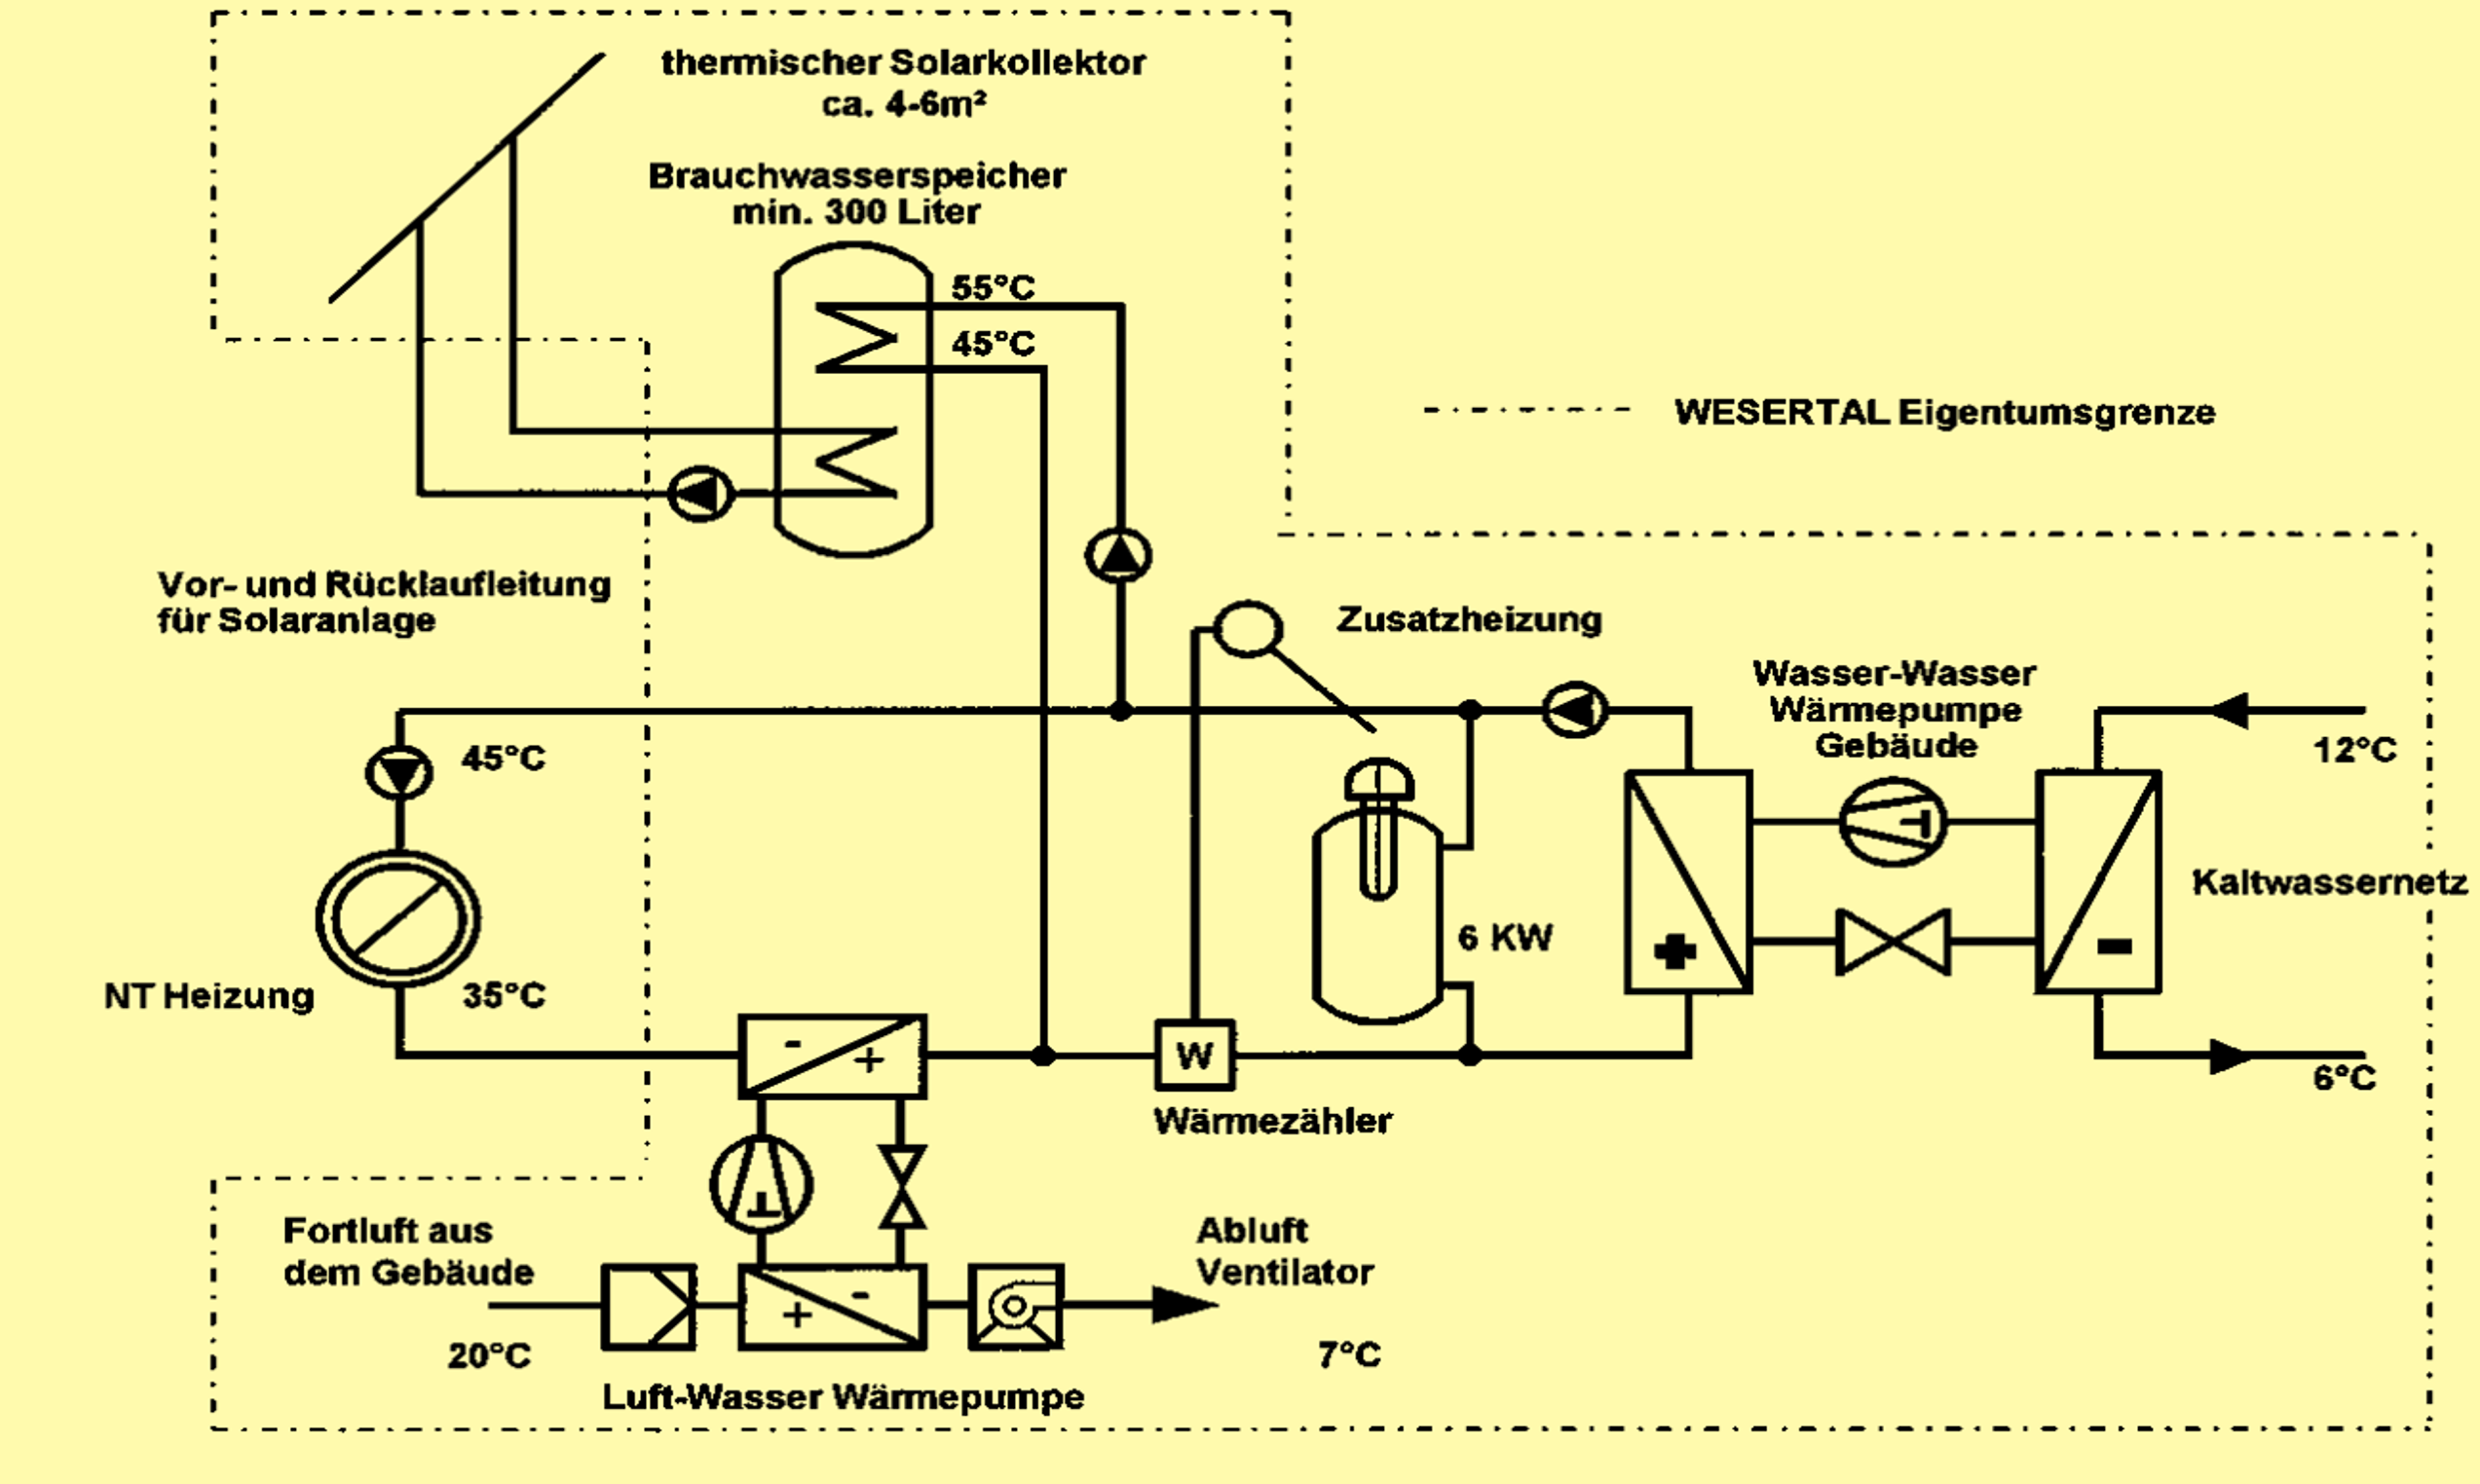 thermischer Solarkollektor
ca. 4-6m²
Brauchwasserspeicher
min. 300 Liter
55°C
45°C
WESERTAL Eigentumsgrenze
Vor- und Rücklaufleitung
für Solaranlage
Zusatzheizung
Wasser-Wasser
Wärmepumpe
Gebäude
12°C
45°C
Kaltwassernetz
6 KW
+
-
NT Heizung
35°C
-
+
W
6°C
Wärmezähler
Fortluft aus
dem Gebäude
Abluft
Ventilator
+
-
20°C
7°C
Luft-Wasser Wärmepumpe